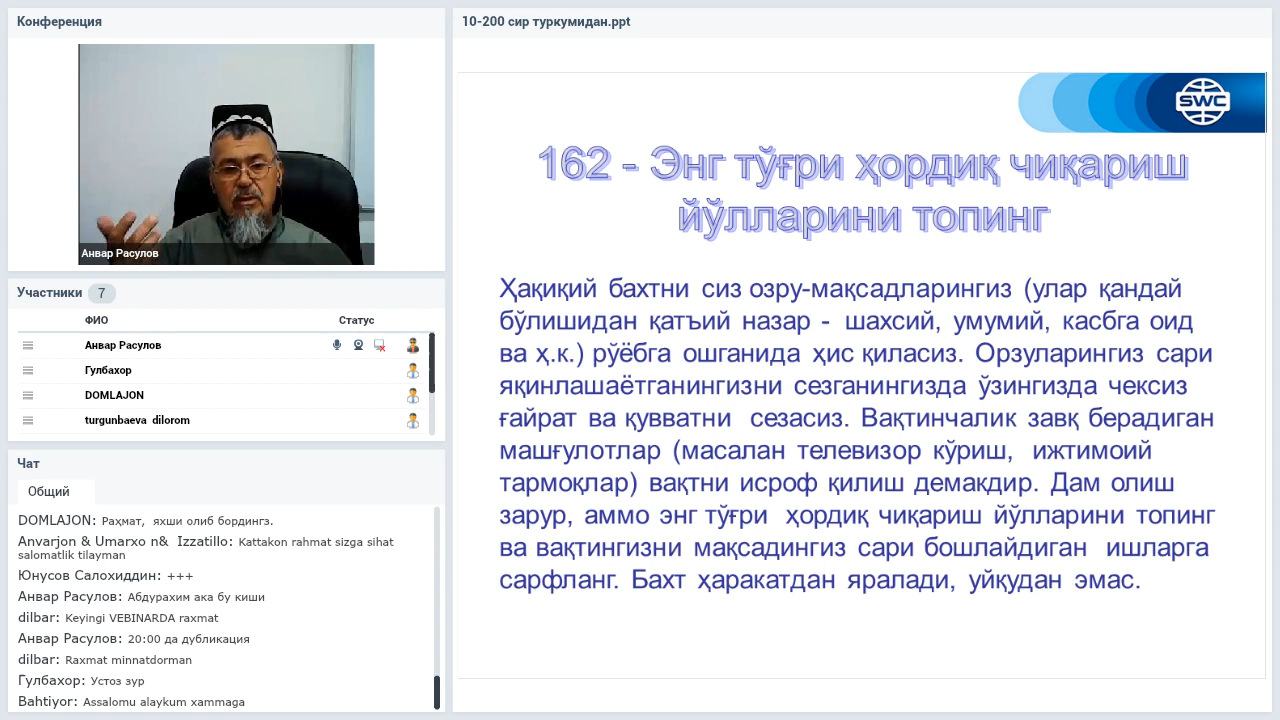 Конференция
Анвар Расулов
Участники 7
ФИО Статус
Анвар Расулов
Гулбахор
DOMLAJON
turgunbaeva dilorom
Чат
Общий
DOMLAJON: Раҳмат, яхши олиб бордингз.
Anvarjon & Umarxo n& Izzatillo: Kattakon rahmat sizga sihat
salomatlik tilayman
Юнусов Салохиддин: +++
Анвар Расулов: Абдурахим ака бу киши
dilbar: Keyingi VEBINARDA raxmat
Анвар Расулов: 20:00 да дубликация
dilbar: Raxmat minnatdorman
Гулбахор: Устоз зур
Bahtiyor: Assalomu alaykum xammaga
10-200 сир туркумидан.ppt
SWC
162 - Энг тўғри ҳордиқ чиқариш
йўлларини топинг
Ҳақиқий бахтни сиз озру-мақсадларингиз (улар қандай
бўлишидан қатъий назар - шахсий, умумий, касбга оид
ва ҳ.к.) рўёбга ошганида ҳис қиласиз. Орзуларингиз сари
яқинлашаётганингизни сезганингизда ўзингизда чексиз
ғайрат ва қувватни сезасиз. Вақтинчалик завқ берадиган
машғулотлар (масалан телевизор кўриш, ижтимоий
тармоқлар) вақтни исроф қилиш демакдир. Дам олиш
зарур, аммо энг тўғри ҳордиқ чиқариш йўлларини топинг
ва вақтингизни мақсадингиз сари бошлайдиган ишларга
сарфланг. Бахт ҳаракатдан яралади, уйқудан эмас.